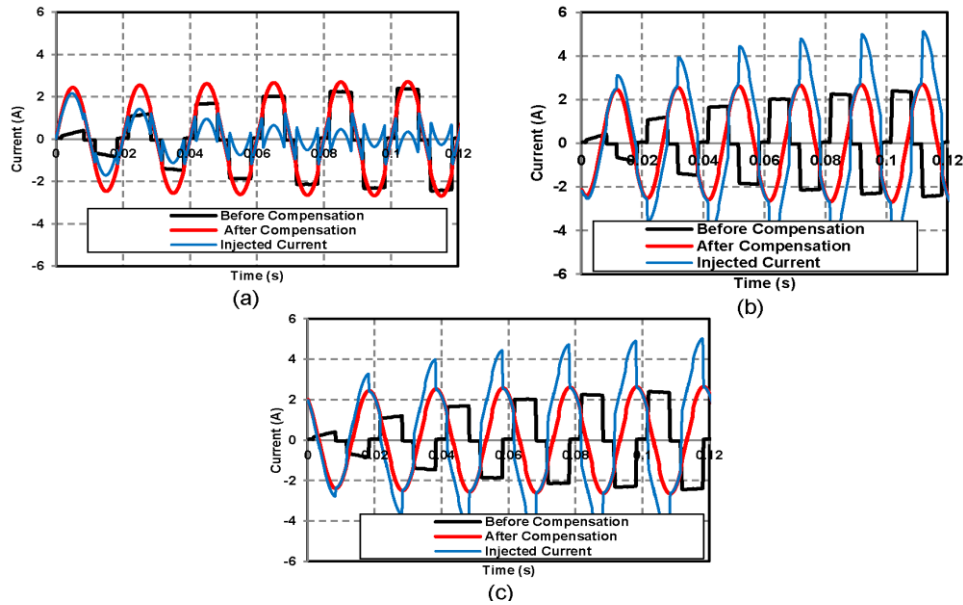 6
4
2
0
-2
-4
-6
Current (A)
0 0.02 0.04 0.06 0.08 0.1 0.12
Before Compensation
After Compensation
Injected Current
Time (s)
(a)
6
4
2
0
-2
-4
-6
Current (A)
0 0.02 0.04 0.06 0.08 0.1 0.12
Before Compensation
After Compensation
Injected Current
Time (s)
(b)
6
4
2
0
-2
-4
-6
Current (A)
0 0.02 0.04 0.06 0.08 0.1 0.12
Before Compensation
After Compensation
Injected Current
Time (s)
(c)